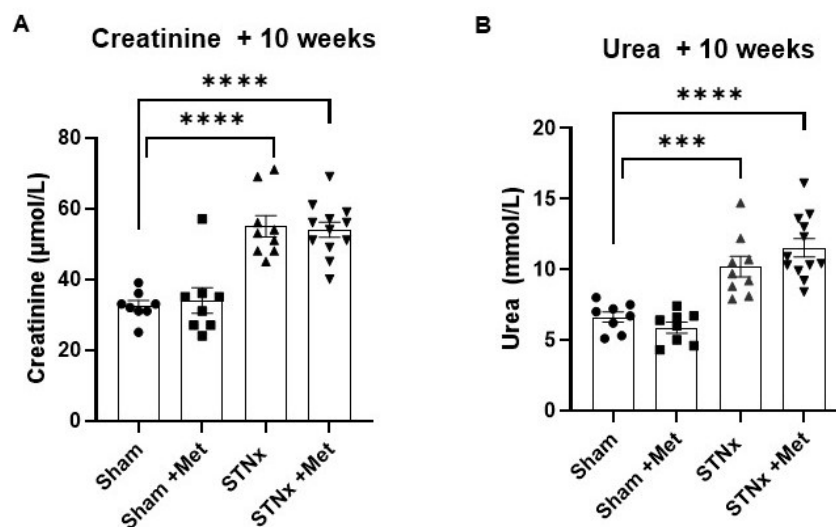 A
Creatinine + 10 weeks
****
****
80
60
40
20
0
Creatinine (µmol/L)
Sham
Sham +Met
STNx
STNx +Met
B
Urea + 10 weeks
****
***
20
15
10
5
0
Urea (mmol/L)
Sham
Sham +Met
STNx
STNx +Met